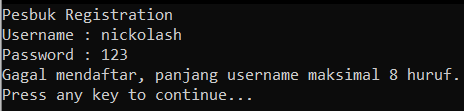 Pesbuk Registration
Username : nickolash
Password : 123
Gagal mendaftar, panjang username maksimal 8 huruf.
Press any key to continue...